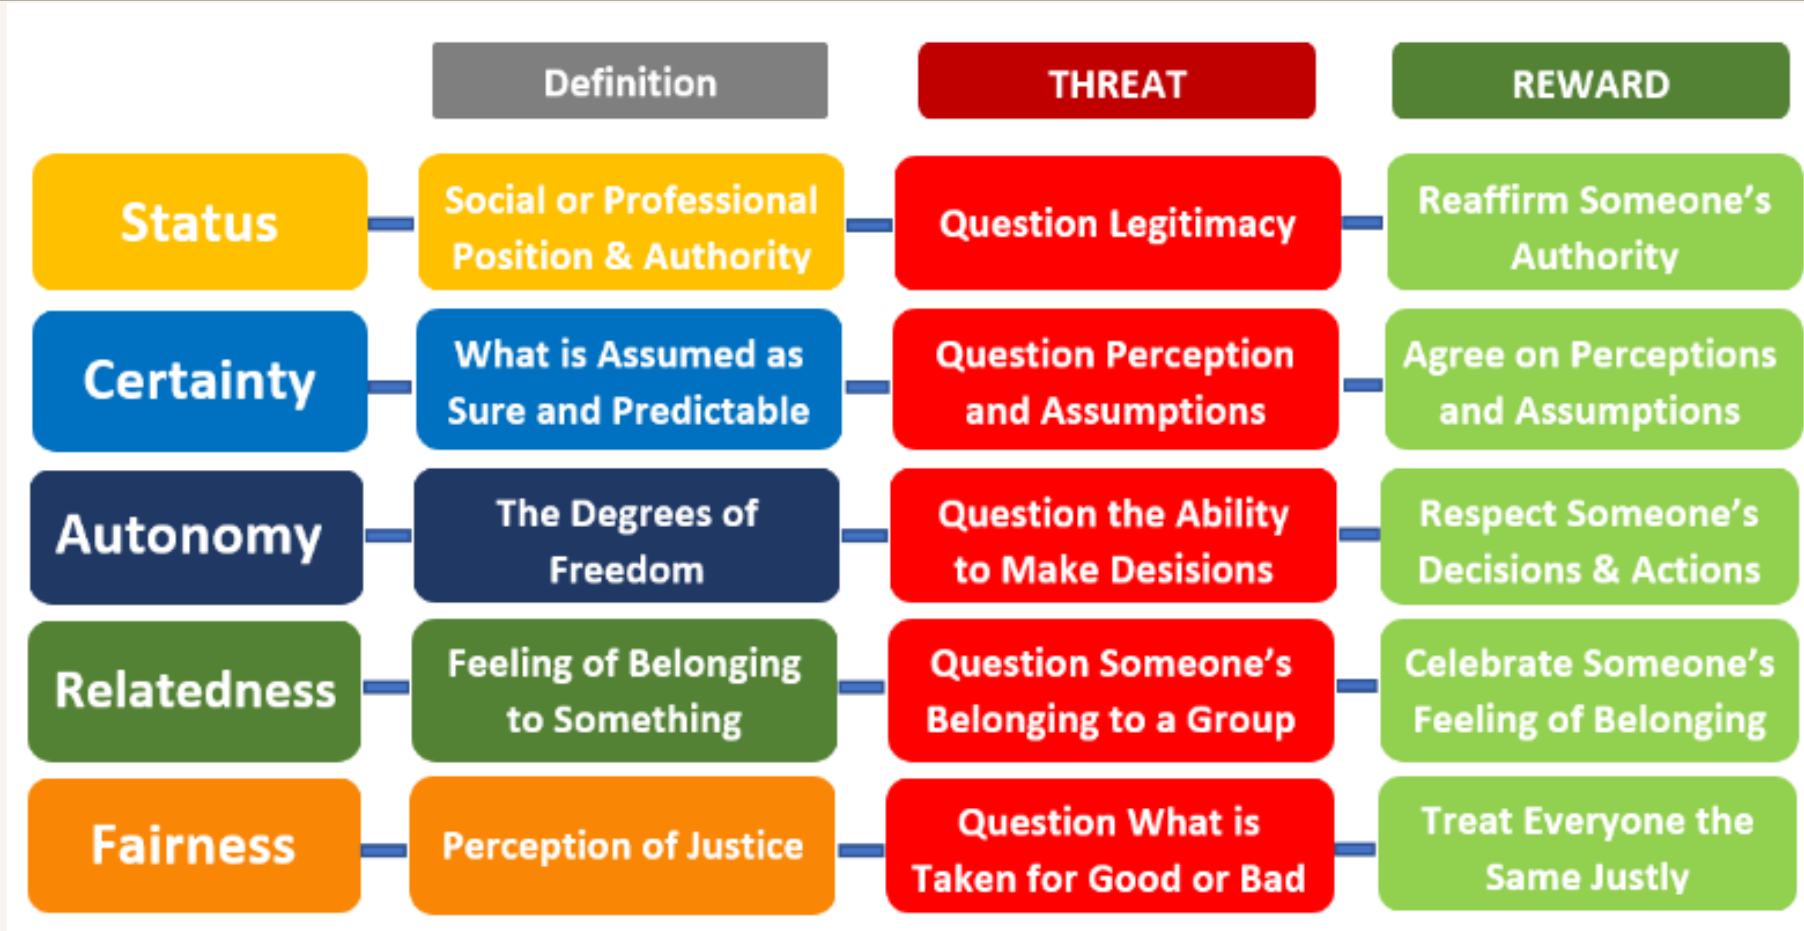 Definition
THREAT
REWARD
Status
Social or Professional
Position & Authority
Question Legitimacy
Reaffirm Someone's
Authority
Certainty
What is Assumed as
Sure and Predictable
Question Perception
and Assumptions
Agree on Perceptions
and Assumptions
Autonomy
The Degrees of
Freedom
Question the Ability
to Make Desisions
Respect Someone's
Decisions & Actions
Relatedness
Feeling of Belonging
to Something
Question Someone's
Belonging to a Group
Celebrate Someone's
Feeling of Belonging
Fairness
Perception of Justice
Question What is
Taken for Good or Bad
Treat Everyone the
Same Justly